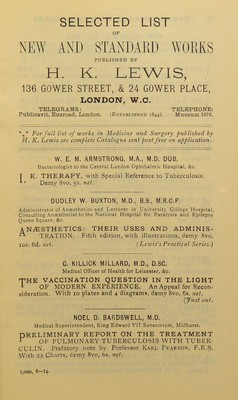 SELECTED LIST
OF
NEW AND STANDARD WORKS
PUBLISHED BY
H. K. LEWIS,
136 GOWER STREET, & 24 GOWER PLACE,
LONDON, W.C.
TELEGRAMS: TELEPHONE:
Publicavit, Eusroad, London. (ESTABLISHED 1844). Museum 1072.
*** For full list of works in Medicine and Surgery published by
H. K. Lewis see complete Catalogue sent post free on application.
W. E. M. ARMSTRONG, M.A., M.D. DUB.
Bacteriologist to the Central London Ophthalmic Hospital, &c.
I. K. THERAPY, with Special Reference to Tuberculosis.
Demy 8vo, 5s. net.
DUDLEY W. BUXTON, M.D., B.S., M.R.C.P.
Administrator of Anæsthetics and Lecturer in University College Hospital,
Consulting Anæsthetist to the National Hospital for Paralysis and Epilepsy
Queen Square, &c.
ANÆSTHETICS: THEIR USES AND ADMINIS-
TRATION. Fifth edition, with illustrations, demy 8vo,
10s. 6d. net. (Lewis's Practical Series.)
C. KILLICK MILLARD, M.D., D.SC.
Medical Officer of Health for Leicester, &c.
THE VACCINATION QUESTION IN THE LIGHT
OF MODERN EXPERIENCE. An Appeal for Recon-
sideration. With 10 plates and 4 diagrams, demy 8vo, 6s. net.
[Just out.
NOEL D. BARDSWELL, M.D.
Medical Superintendent, King Edward VII Sanatorium, Midhurst.
PRELIMINARY REPORT ON THE TREATMENT
OF PULMONARY TUBERCULOSIS WITH TUBER
CULIN. Prefatory note by Professor KARL PEARSON, F.R.S.
With 22 Charts, demy 8vo, 6s. net.
1,000, 8—14.